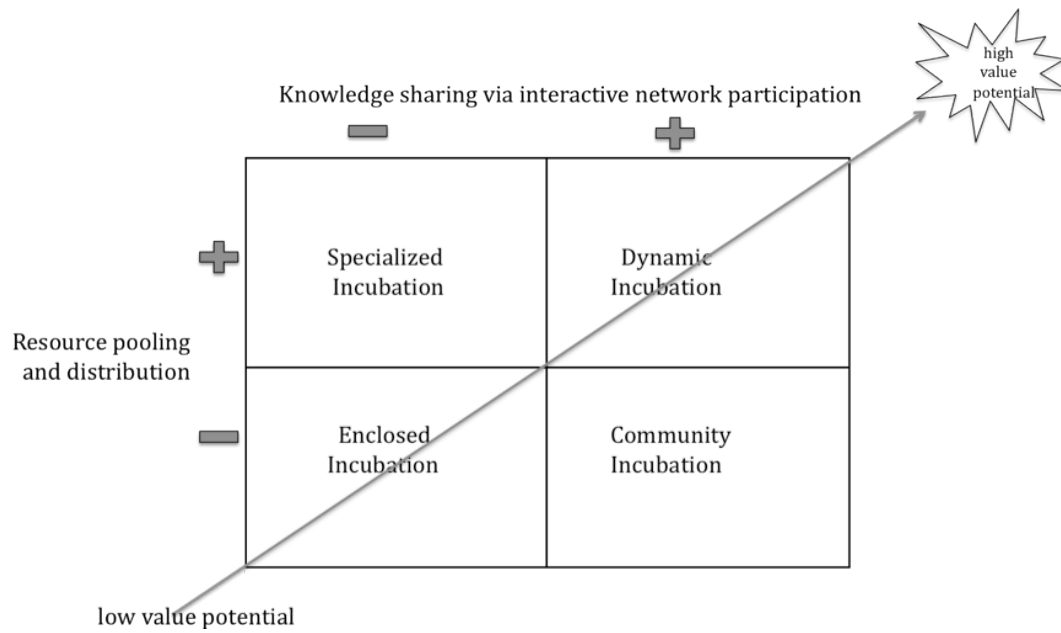 high
value
potential
Knowledge sharing via interactive network participation
Specialized
Incubation
Dynamic
Incubation
Resource pooling
and distribution
Enclosed
Incubation
Community
Incubation
low value potential